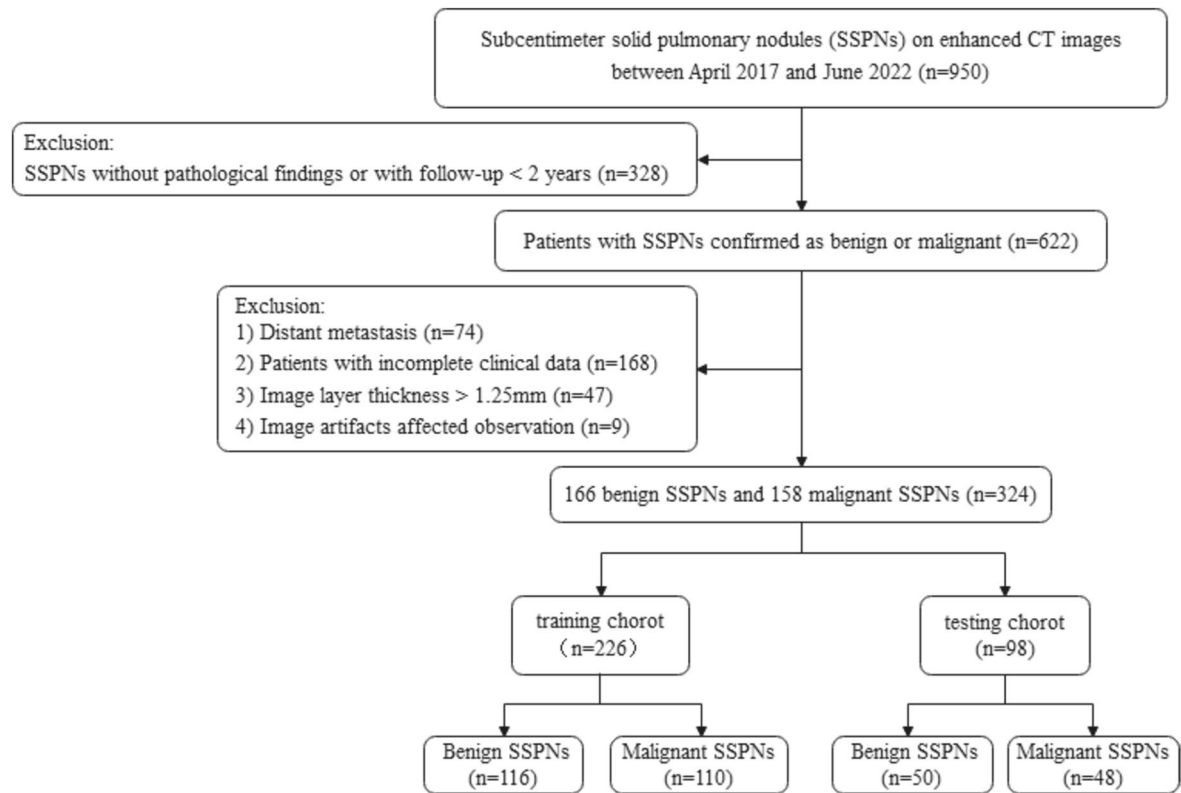 Subcentimeter solid pulmonary nodules (SSPNs) on enhanced CT images
between April 2017 and June 2022 (n=950)
Exclusion:
SSPNs without pathological findings or with follow-up < 2 years (n=328)
Patients with SSPNs confirmed as benign or malignant (n=622)
Exclusion:
1) Distant metastasis (n=74)
2) Patients with incomplete clinical data (n=168)
3) Image layer thickness > 1.25mm (n=47)
4) Image artifacts affected observation (n=9)
166 benign SSPNs and 158 malignant SSPNs (n=324)
training chorot
（n=226）
testing chorot
(n=98)
Benign SSPNs
(n=116)
Malignant SSPNs
(n=110)
Benign SSPNs
(n=50)
Malignant SSPNs
(n=48)